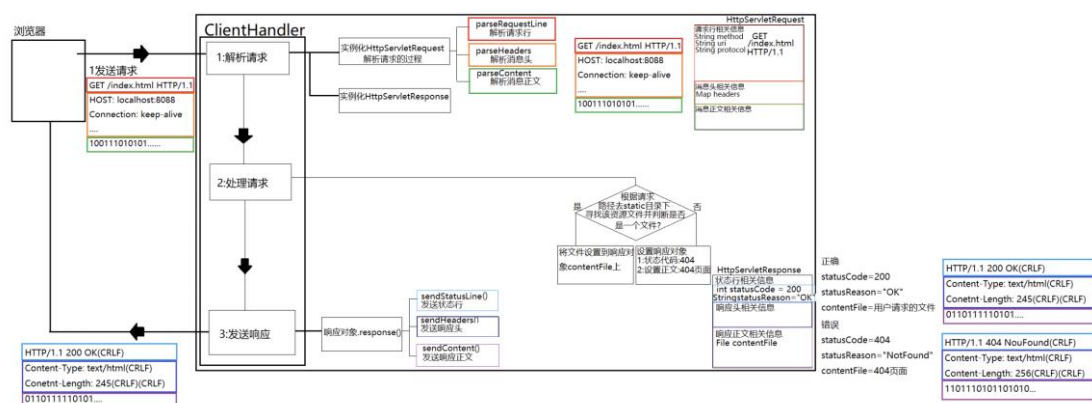 浏览器
1发送请求
GET /index.html HTTP/1.1
HOST: localhost:8088
Connection: keep-alive
....
100111010101......
ClientHandler
1:解析请求
2:处理请求
3:发送响应
实例化HttpServletRequest
解析请求的过程
实例化HttpServletResponse
parseRequestLine
解析请求行
parseHeaders
解析消息头
parseContent
解析消息正文
GET /index.html HTTP/1.1
HOST: localhost:8088
Connection: keep-alive
....
100111010101......
HttpServletRequest
请求行相关信息
String method GET
String uri /index.html
String protocol HTTP/1.1
消息头相关信息
Map headers
消息正文相关信息
根据请求
路径去static目录下
寻找该资源文件并判断是否
是一个文件?
是
否
将文件设置到响应对
象contentFile上
设置响应对象
1:状态代码:404
2:设置正文:404页面
响应对象.response()
sendStatusLine()
发送状态行
sendHeaders()
发送响应头
sendContent()
发送响应正文
HttpServletResponse
状态行相关信息
int statusCode = 200
StringstatusReason="OK"
响应头相关信息
响应正文相关信息
File contentFile
正确
statusCode=200
statusReason="OK"
contentFile=用户请求的文件
错误
statusCode=404
statusReason="NotFound"
contentFile=404页面
HTTP/1.1 200 OK(CRLF)
Content-Type: text/html(CRLF)
Conetnt-Length: 245(CRLF)(CRLF)
0110111110101....
HTTP/1.1 404 NouFound(CRLF)
Content-Type: text/html(CRLF)
Content-Length: 256(CRLF)(CRLF)
1101110101101010...
HTTP/1.1 200 OK(CRLF)
Content-Type: text/html(CRLF)
Conetnt-Length: 245(CRLF)(CRLF)
0110111110101....